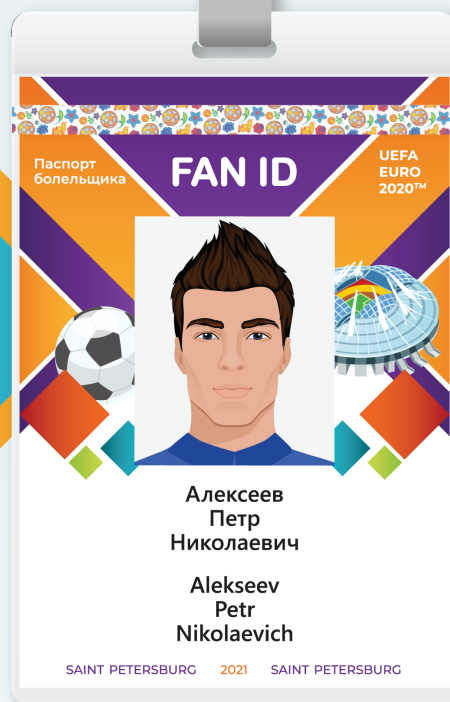 Паспорт
болельщика
FAN ID
UEFA
EURO
2020™
Алексеев
Петр
Николаевич
Alekseev
Petr
Nikolaevich
SAINT PETERSBURG 2021 SAINT PETERSBURG